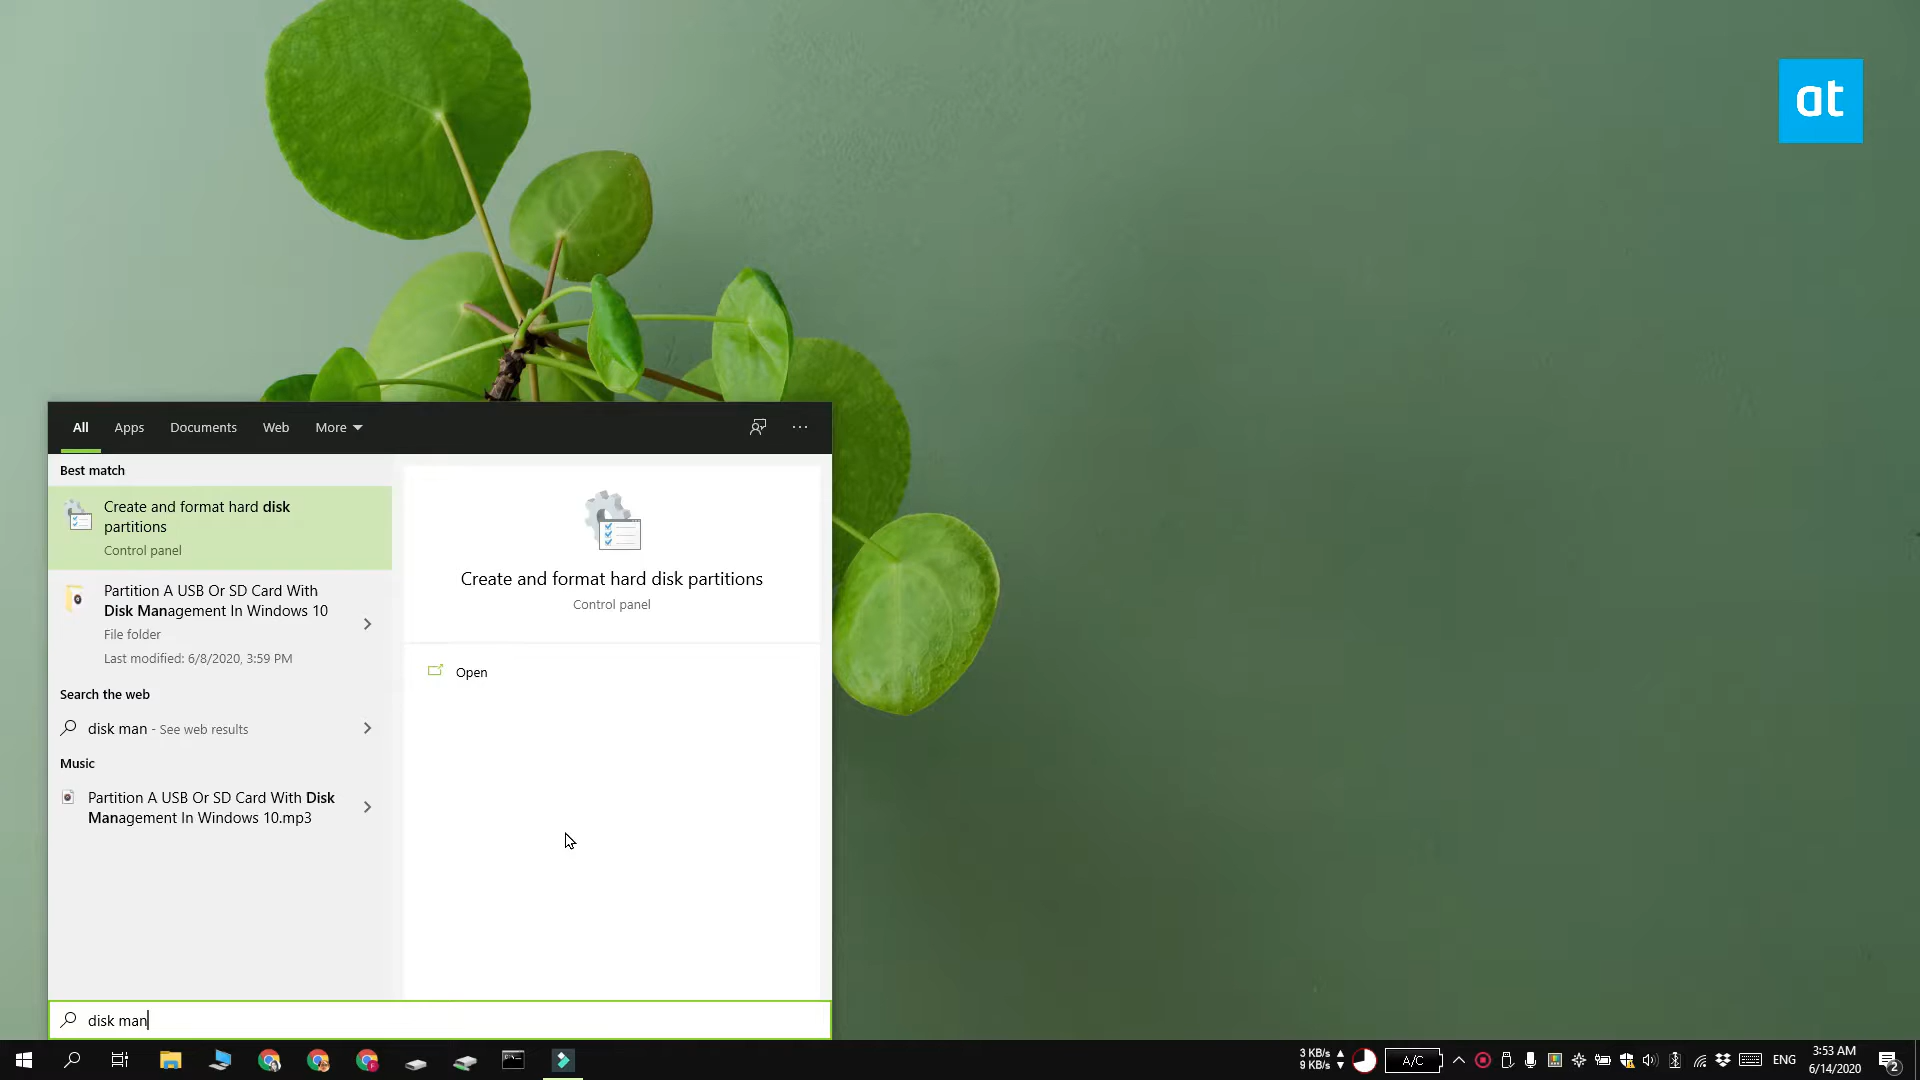 at
All
Apps
Documents
Web
More
Best match
Create and format hard disk
partitions
Control panel
Partition A USB Or SD Card With
Disk Management In Windows 10
File folder
Last modified: 6/8/2020, 3:59 PM
Search the web
disk man - See web results
Music
Partition A USB Or SD Card With Disk
Management In Windows 10.mp3
Create and format hard disk partitions
Control panel
Open
disk man
3 KB/s
9 KB/s
A/C
ENG
3:53 AM
6/14/2020
2